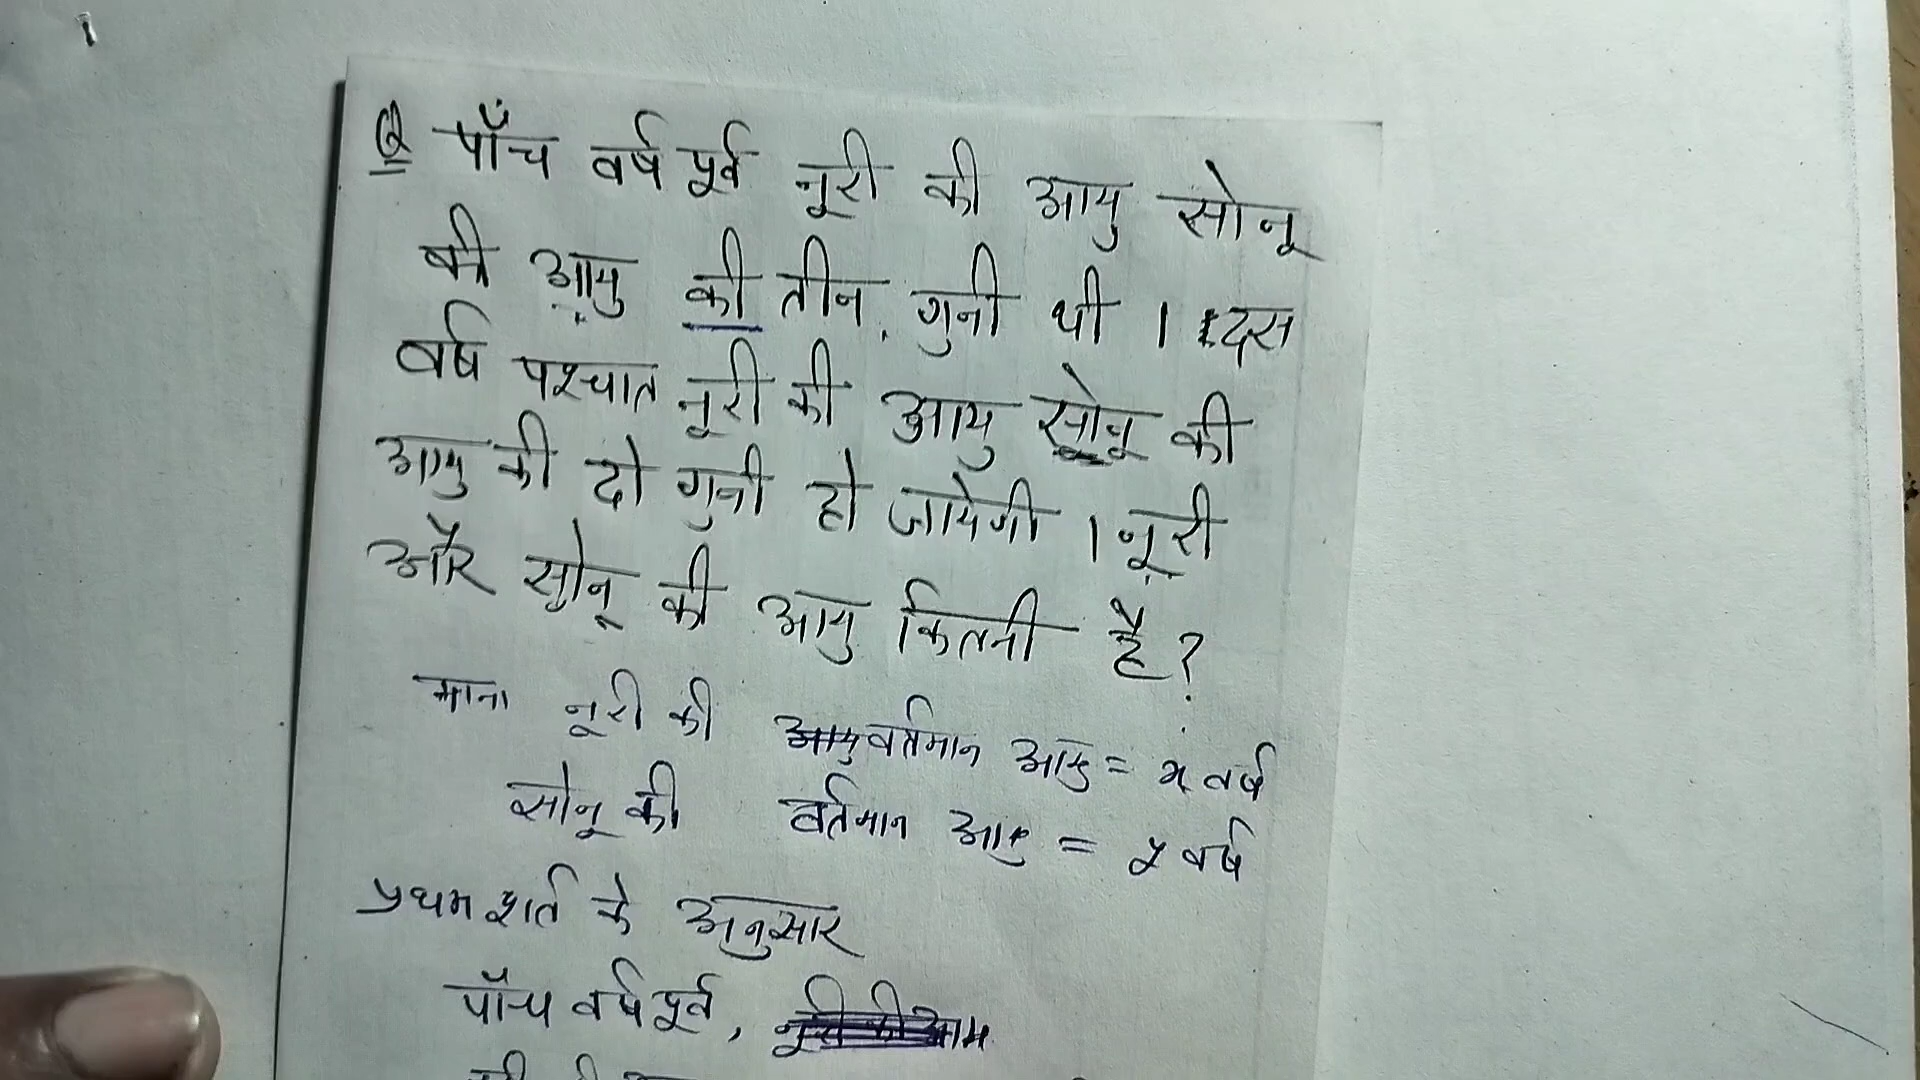 Q पाँच वर्ष पूर्व नूरी की आयु सोनू
की आयु की तीन गुनी थी । दस
वर्ष पश्चात नूरी की आयु सोनू की
आयु की दो गुनी हो जायेगी । नूरी
और सोनू की आयु कितनी है ?
माना नूरी की वर्तमान आयु = x वर्ष
सोनू की वर्तमान आयु = y वर्ष
प्रथम शर्त के अनुसार
पाँच वर्ष पूर्व,